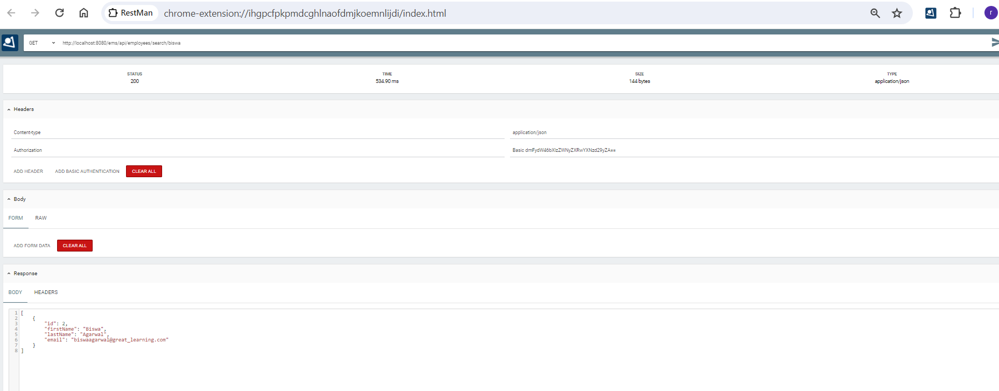 RestMan chrome-extension://ihgpcfpkpmdcghlnaofdmjkoemnlijdi/index.html r
GET http://localhost:8080/ems/api/employees/search/biswa
STATUS TIME SIZE TYPE
200 534.90 ms 144 bytes application/json
Headers
Content-type application/json
Authorization Basic dmFydW46bXlzZWNyZXRwYXNzd29yZA==
ADD HEADER ADD BASIC AUTHENTICATION CLEAR ALL
Body
FORM RAW
ADD FORM DATA CLEAR ALL
Response
BODY HEADERS
1 [
2 {
3 "id": 2,
4 "firstName": "Biswa",
5 "lastName": "Agarwal",
6 "email": "biswaagarwal@great_learning.com"
7 }
8 ]